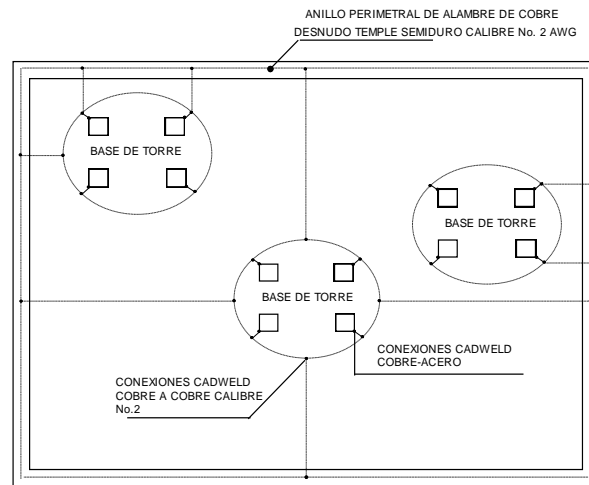 ANILLO PERIMETRAL DE ALAMBRE DE COBRE
DESNUDO TEMPLE SEMIDURO CALIBRE No. 2 AWG
BASE DE TORRE
BASE DE TORRE
BASE DE TORRE
CONEXIONES CADWELD
COBRE-ACERO
CONEXIONES CADWELD
COBRE A COBRE CALIBRE
No.2